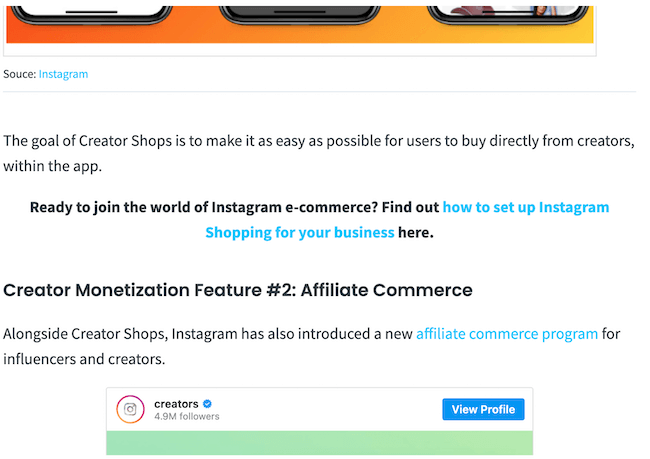 Souce: Instagram
The goal of Creator Shops is to make it as easy as possible for users to buy directly from creators,
within the app.
Ready to join the world of Instagram e-commerce? Find out how to set up Instagram
Shopping for your business here.
Creator Monetization Feature #2: Affiliate Commerce
Alongside Creator Shops, Instagram has also introduced a new affiliate commerce program for
influencers and creators.
creators
4.9M followers
View Profile